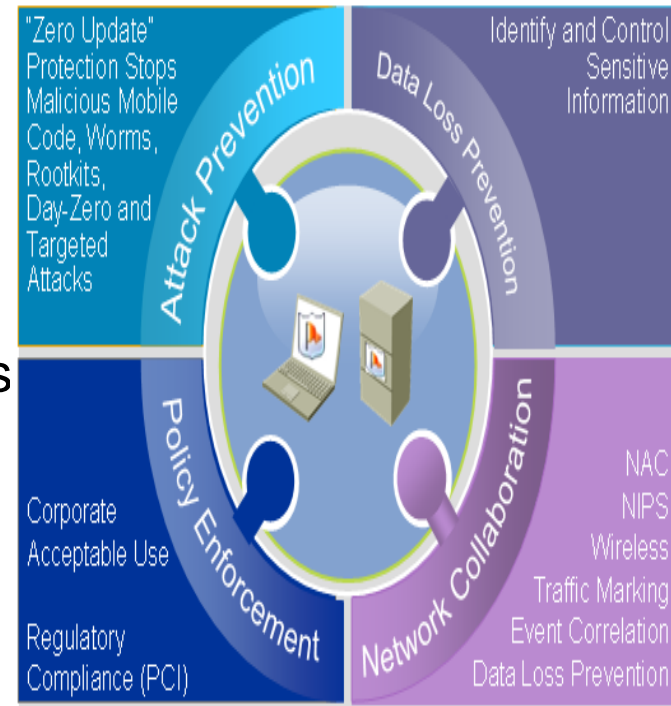 "Zero Update"
Protection Stops
Malicious Mobile
Code, Worms,
Rootkits,
Day-Zero and
Targeted
Attacks
Attack Prevention
Data Loss Prevention
Identify and Control
Sensitive
Information
s
Corporate
Acceptable Use
Regulatory
Compliance (PCI)
Policy Enforcement
Network Collaboration
NAC
NIPS
Wireless
Traffic Marking
Event Correlation
Data Loss Prevention